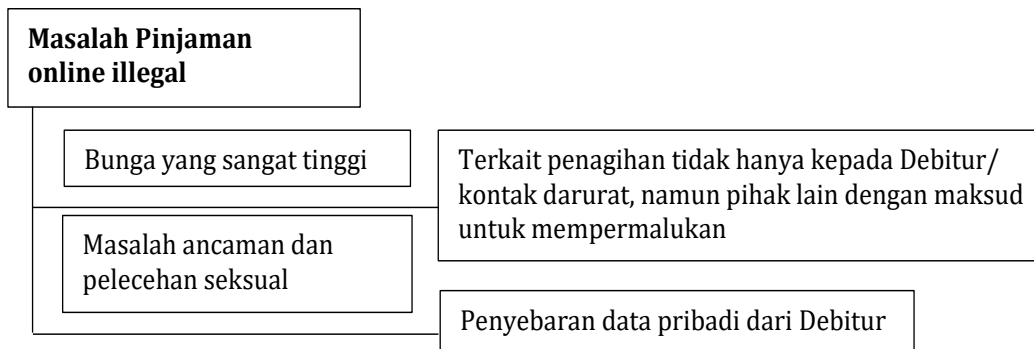 Masalah Pinjaman
online illegal
Bunga yang sangat tinggi
Terkait penagihan tidak hanya kepada Debitur/
kontak darurat, namun pihak lain dengan maksud
untuk mempermalukan
Masalah ancaman dan
pelecehan seksual
Penyebaran data pribadi dari Debitur